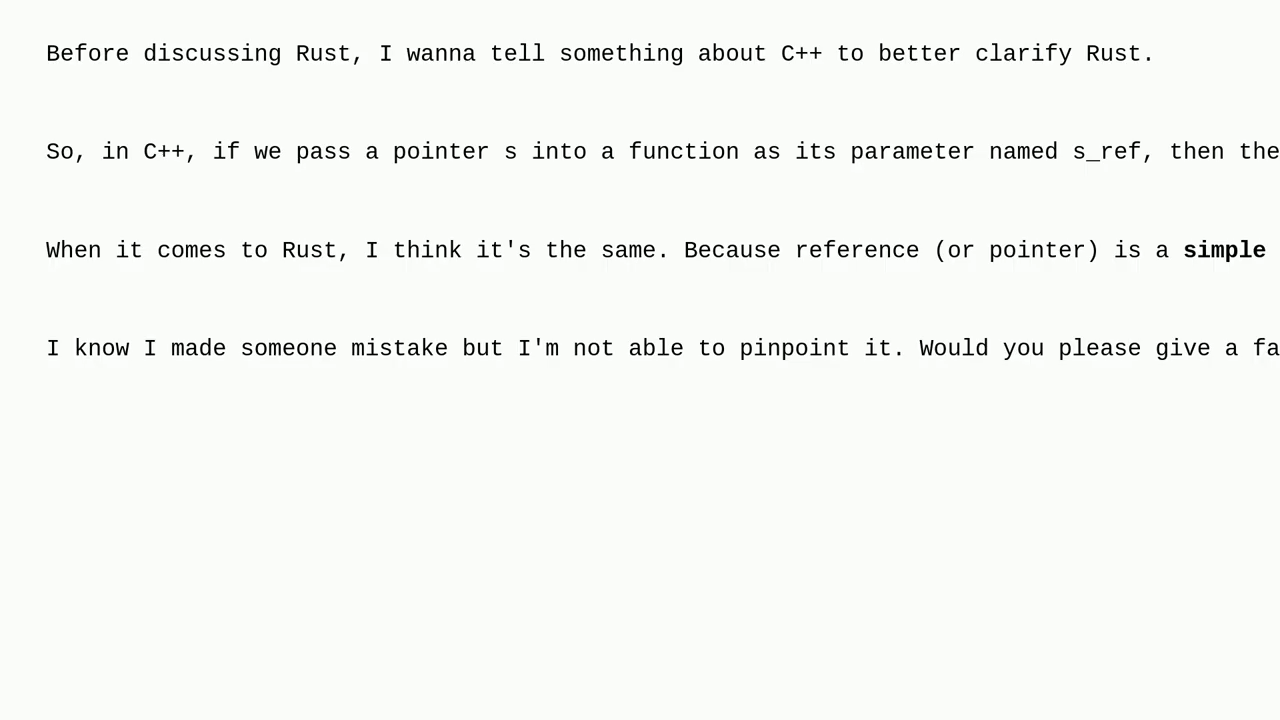 Before discussing Rust, I wanna tell something about C++ to better clarify Rust.
So, in C++, if we pass a pointer s into a function as its parameter named s_ref, then the
When it comes to Rust, I think it's the same. Because reference (or pointer) is a simple
I know I made someone mistake but I'm not able to pinpoint it. Would you please give a fa